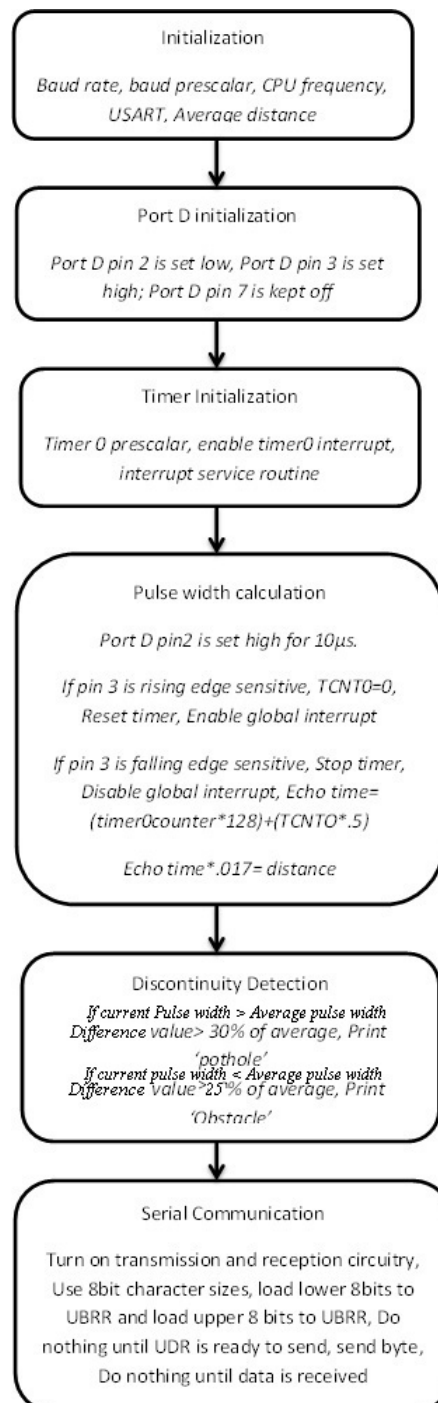 Initialization
Baud rate, baud prescalar, CPU frequency,
USART, Average distance
Port D initialization
Port D pin 2 is set low, Port D pin 3 is set
high; Port D pin 7 is kept off
Timer Initialization
Timer 0 prescalar, enable timer0 interrupt,
interrupt service routine
Pulse width calculation
Port D pin2 is set high for 10µs.
If pin 3 is rising edge sensitive, TCNT0=0,
Reset timer, Enable global interrupt
If pin 3 is falling edge sensitive, Stop timer,
Disable global interrupt, Echo time=
(timer0counter*128)+(TCNTO*.5)
Echo time*.017= distance
Discontinuity Detection
If current Pulse width > Average pulse width
Difference value> 30% of average, Print
'pothole'
If current pulse width < Average pulse width
Difference value>25% of average, Print
'Obstacle'
Serial Communication
Turn on transmission and reception circuitry,
Use 8bit character sizes, load lower 8bits to
UBRR and load upper 8 bits to UBRR, Do
nothing until UDR is ready to send, send byte,
Do nothing until data is received